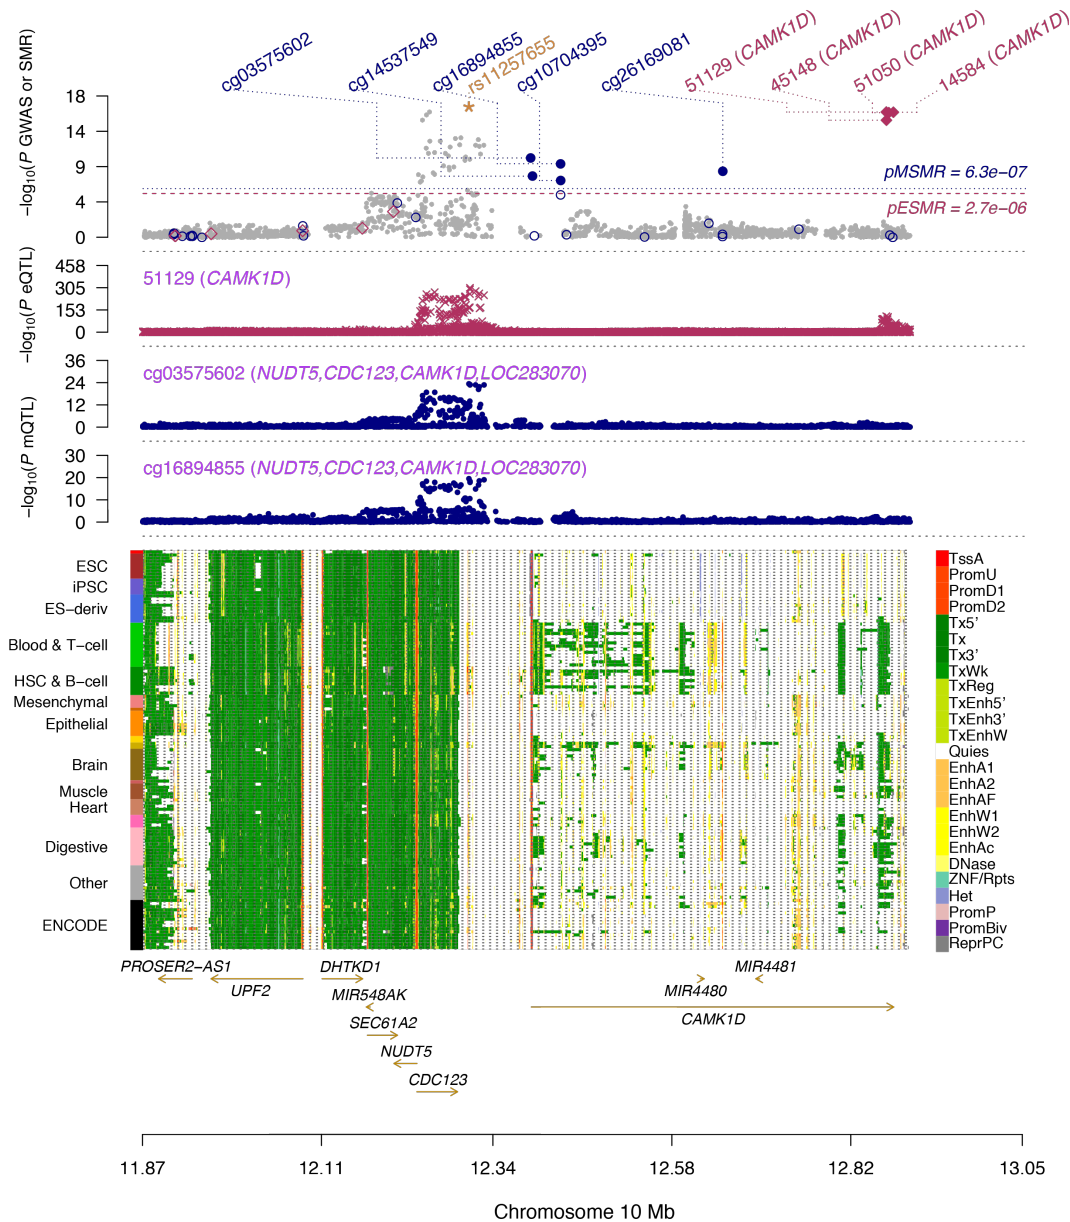 cg03575602
cg14537549
cg16894855
rs11257655
cg10704395
cg26169081
51129 (CAMK1D)
45148 (CAMK1D)
51050 (CAMK1D)
14584 (CAMK1D)
−log10(P GWAS or SMR)
18
14
9
4
0
*
pMSMR = 6.3e−07
pESMR = 2.7e−06
−log10(P eQTL)
458
305
153
0
51129 (CAMK1D)
−log10(P mQTL)
36
24
12
0
cg03575602 (NUDT5,CDC123,CAMK1D,LOC283070)
30
20
10
0
cg16894855 (NUDT5,CDC123,CAMK1D,LOC283070)
ESC
iPSC
ES−deriv
Blood & T−cell
HSC & B−cell
Mesenchymal
Epithelial
Brain
Muscle
Heart
Digestive
Other
ENCODE
TssA
PromU
PromD1
PromD2
Tx5'
Tx
Tx3'
TxWk
TxReg
TxEnh5'
TxEnh3'
TxEnhW
Quies
EnhA1
EnhA2
EnhAF
EnhW1
EnhW2
EnhAc
DNase
ZNF/Rpts
Het
PromP
PromBiv
ReprPC
PROSER2−AS1
DHTKD1
MIR4481
UPF2
MIR548AK
MIR4480
SEC61A2
CAMK1D
NUDT5
CDC123
11.87 12.11 12.34 12.58 12.82 13.05
Chromosome 10 Mb